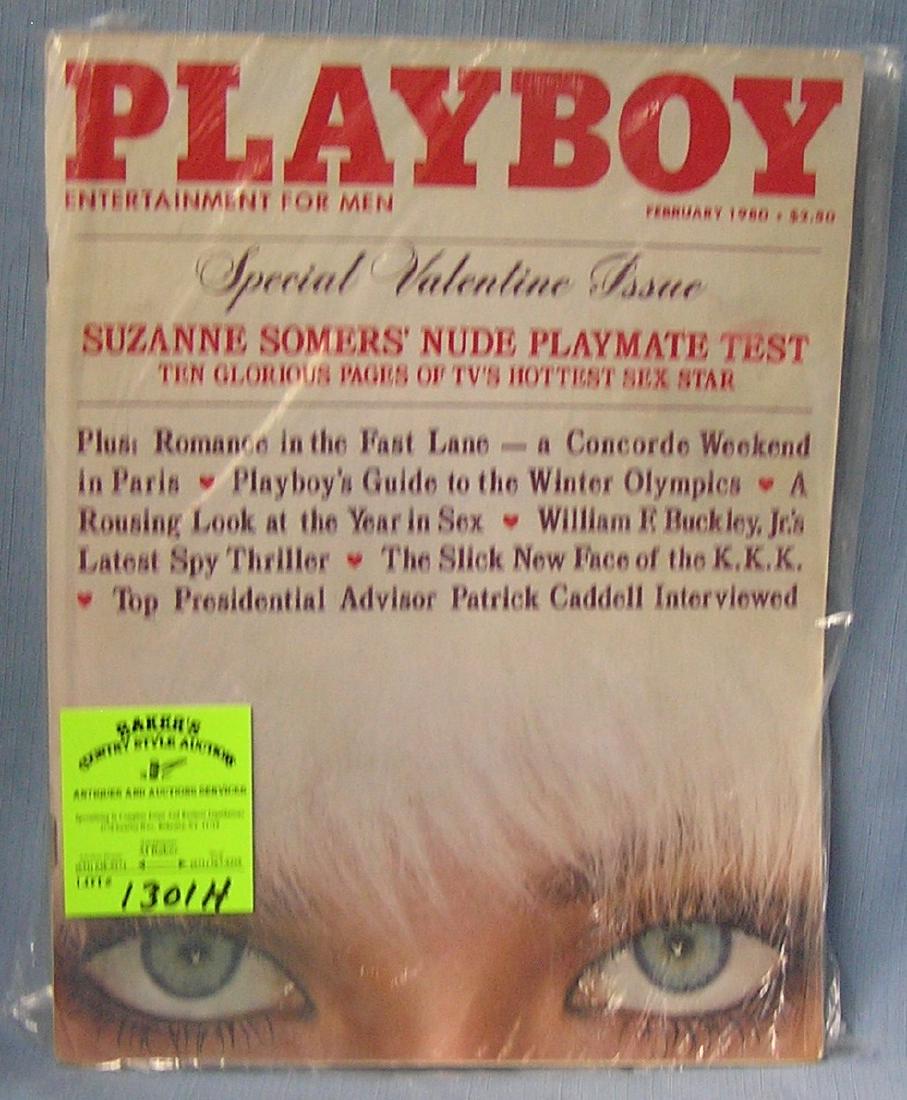 PLAYBOY
ENTERTAINMENT FOR MEN
FEBRUARY 1980 • $2.50
Special Valentine Issue
SUZANNE SOMERS' NUDE PLAYMATE TEST
TEN GLORIOUS PAGES OF TV'S HOTTEST SEX STAR
Plus: Romance in the Fast Lane — a Concorde Weekend
in Paris ♥ Playboy's Guide to the Winter Olympics ♥ A
Rousing Look at the Year in Sex ♥ William F. Buckley, Jr.'s
Latest Spy Thriller ♥ The Slick New Face of the K.K.K.
♥ Top Presidential Advisor Patrick Caddell Interviewed
BAKER'S
COUNTRY STYLE AUCTION
ANTIQUES AND AUCTIONS SERVICES
LOT#
1301H